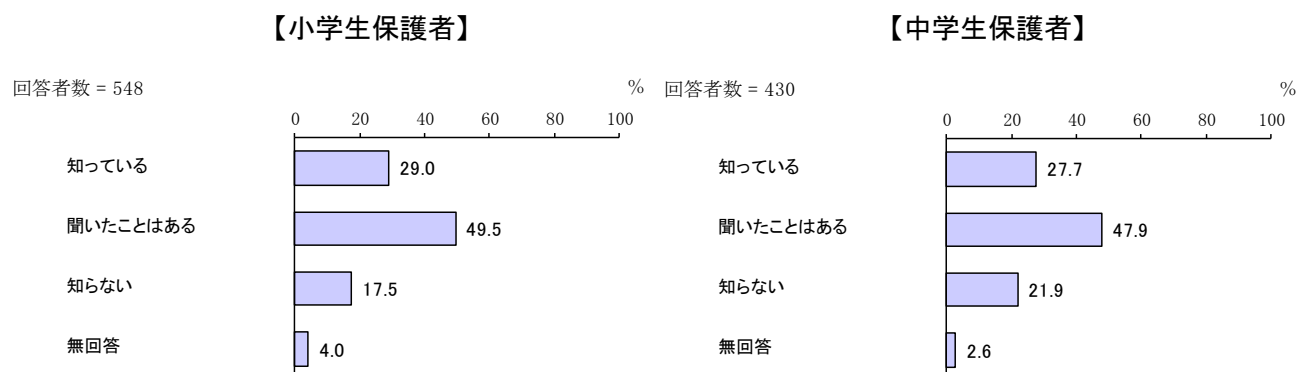 【小学生保護者】
回答者数 = 548
%
0 20 40 60 80 100
知っている 29.0
聞いたことはある 49.5
知らない 17.5
無回答 4.0
【中学生保護者】
回答者数 = 430
%
0 20 40 60 80 100
知っている 27.7
聞いたことはある 47.9
知らない 21.9
無回答 2.6